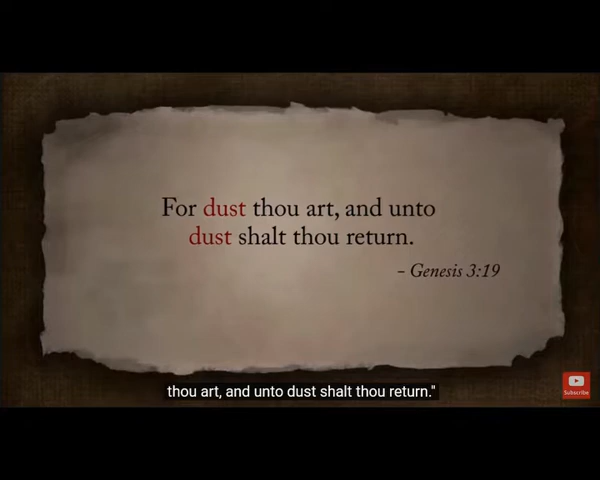 For dust thou art, and unto
dust shalt thou return.
– Genesis 3:19
Subscribe
thou art, and unto dust shalt thou return."